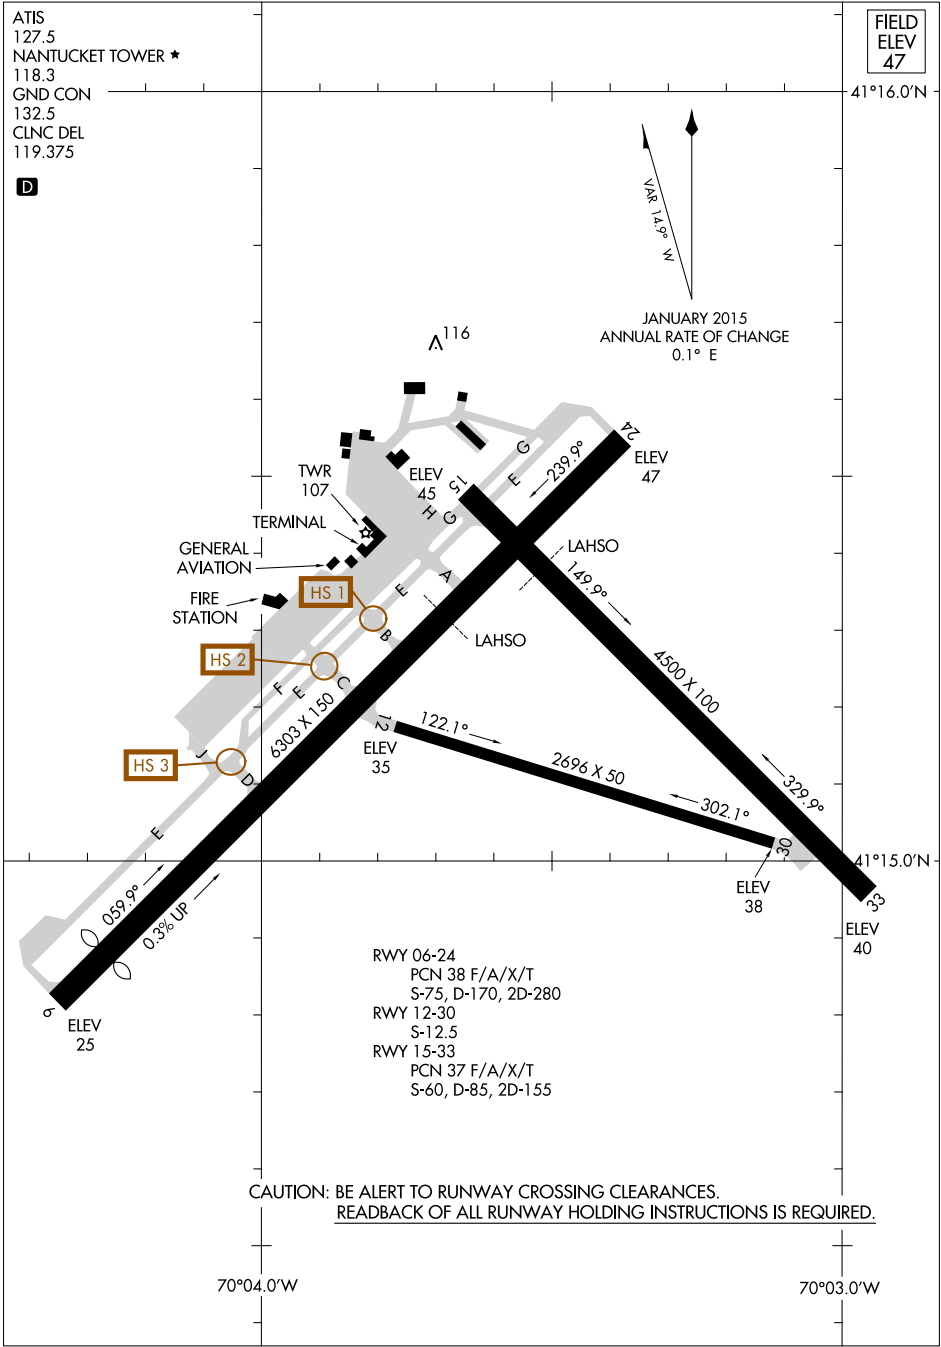 ATIS
127.5
NANTUCKET TOWER ★
118.3
GND CON
132.5
CLNC DEL
119.375
D
FIELD
ELEV
47
41°16.0'N
VAR 14.9° W
JANUARY 2015
ANNUAL RATE OF CHANGE
0.1° E
116
24
ELEV
47
239.9°
G
E
ELEV
45
15
H
G
TWR
107
TERMINAL
GENERAL
AVIATION
FIRE
STATION
LAHSO
149.9°
A
E
HS 1
B
LAHSO
HS 2
C
F
E
4500 X 100
6303 X 150
12
122.1°
ELEV
35
J
HS 3
D
2696 X 50
329.9°
302.1°
E
30
41°15.0'N
ELEV
38
33
ELEV
40
059.9°
0.3% UP
6
ELEV
25
RWY 06-24
PCN 38 F/A/X/T
S-75, D-170, 2D-280
RWY 12-30
S-12.5
RWY 15-33
PCN 37 F/A/X/T
S-60, D-85, 2D-155
CAUTION: BE ALERT TO RUNWAY CROSSING CLEARANCES.
READBACK OF ALL RUNWAY HOLDING INSTRUCTIONS IS REQUIRED.
70°04.0'W
70°03.0'W